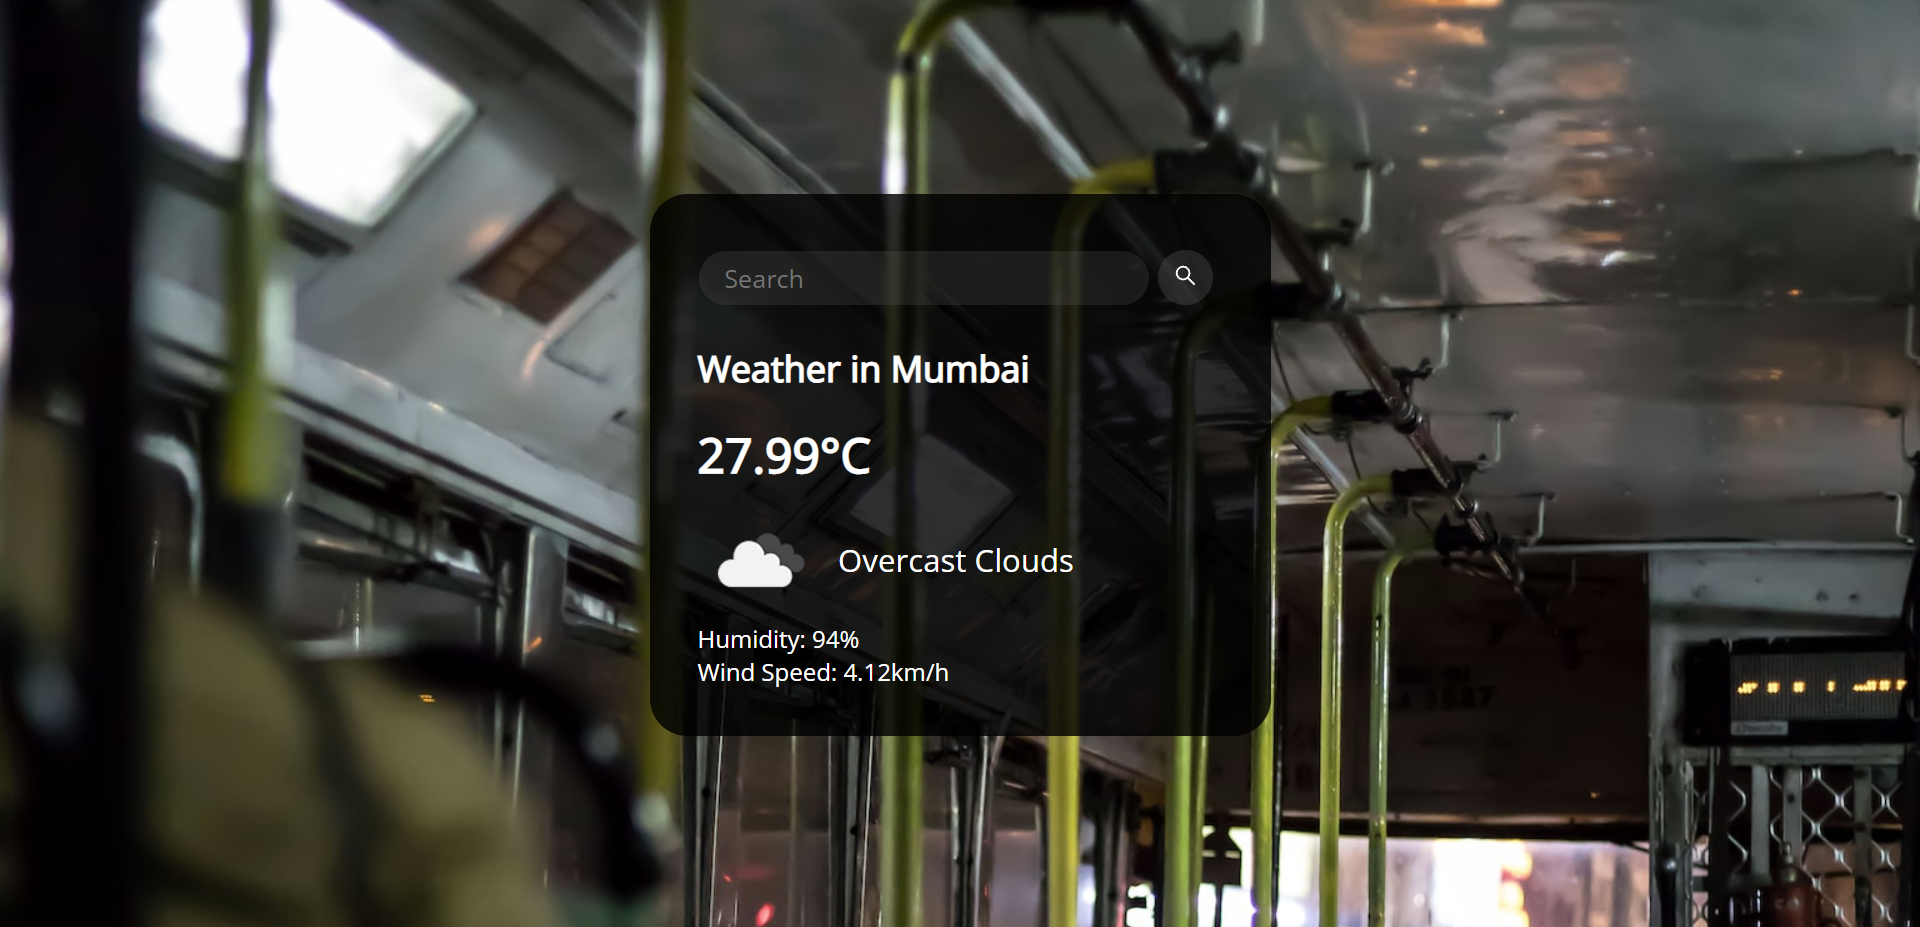 Search
Weather in Mumbai
27.99°C
Overcast Clouds
Humidity: 94%
Wind Speed: 4.12km/h